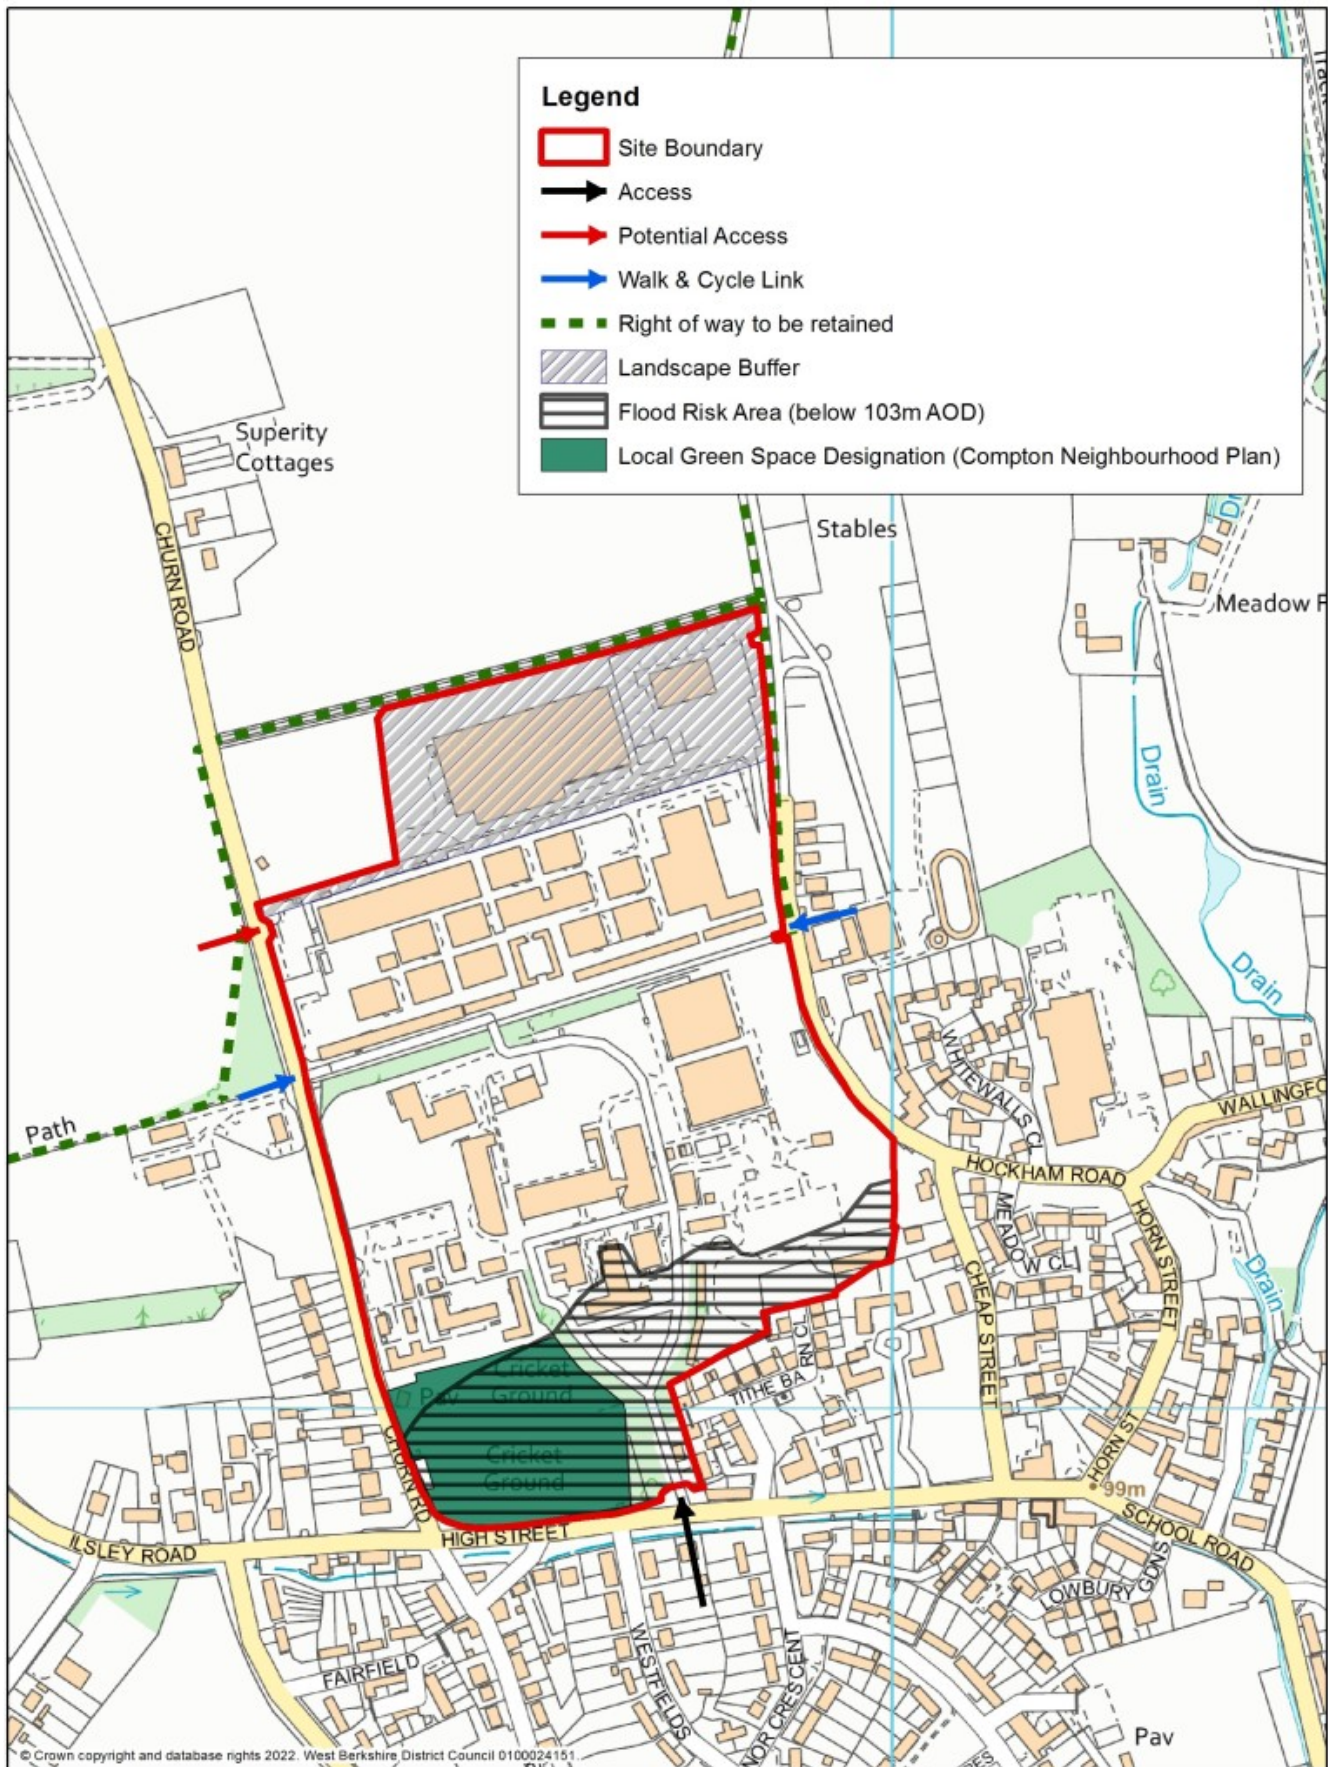 Track
Legend
Site Boundary
Access
Potential Access
Walk & Cycle Link
Right of way to be retained
Landscape Buffer
Flood Risk Area (below 103m AOD)
Local Green Space Designation (Compton Neighbourhood Plan)
Superity
Cottages
CHURN ROAD
Stables
Meadow F
Drain
Drain
WHITEWALLS CL
Path
WALLINGFO
HOCKHAM ROAD
MEADOW CL
HORN STREET
CHEAP STREET
Drain
TITHE BA RN CL
Cricket
Ground
Pav
Cricket
Ground
CHURN RD
HORN ST
99m
HIGH STREET
ILSLEY ROAD
SCHOOL ROAD
LOWBURY GDNS
FAIRFIELD
WESTFIELDS
NOR CRESCENT
Pav
© Crown copyright and database rights 2022. West Berkshire District Council 0100024151.